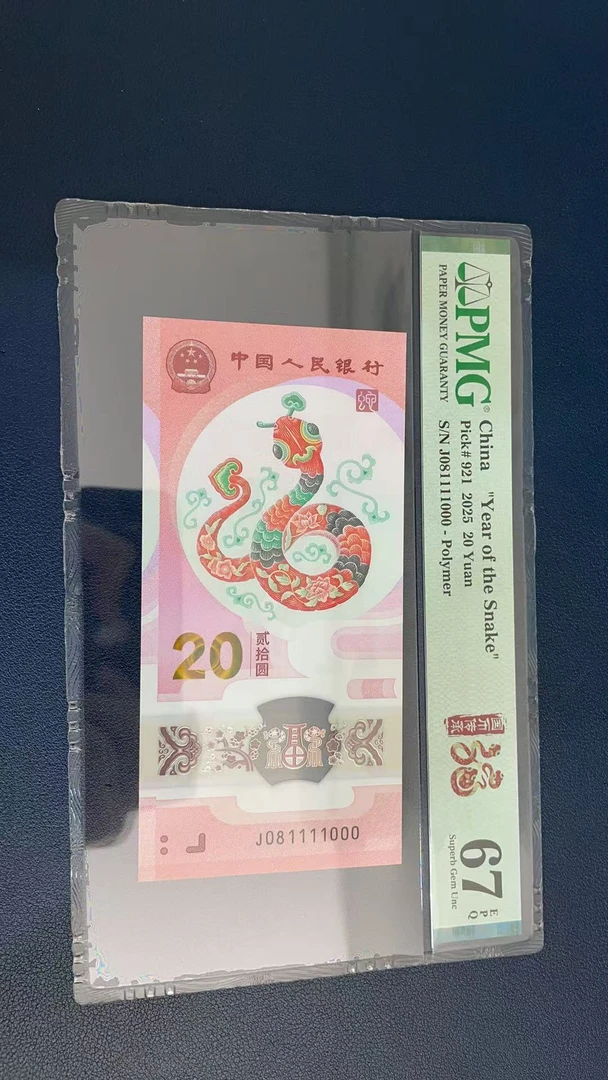 中国人民银行
20
贰拾圆
J081111000
PMG®
PAPER MONEY GUARANTY
China "Year of the Snake"
Pick# 921 2025 20 Yuan
S/N J081111000 - Polymer
67
EPQ
Superb Gem Unc